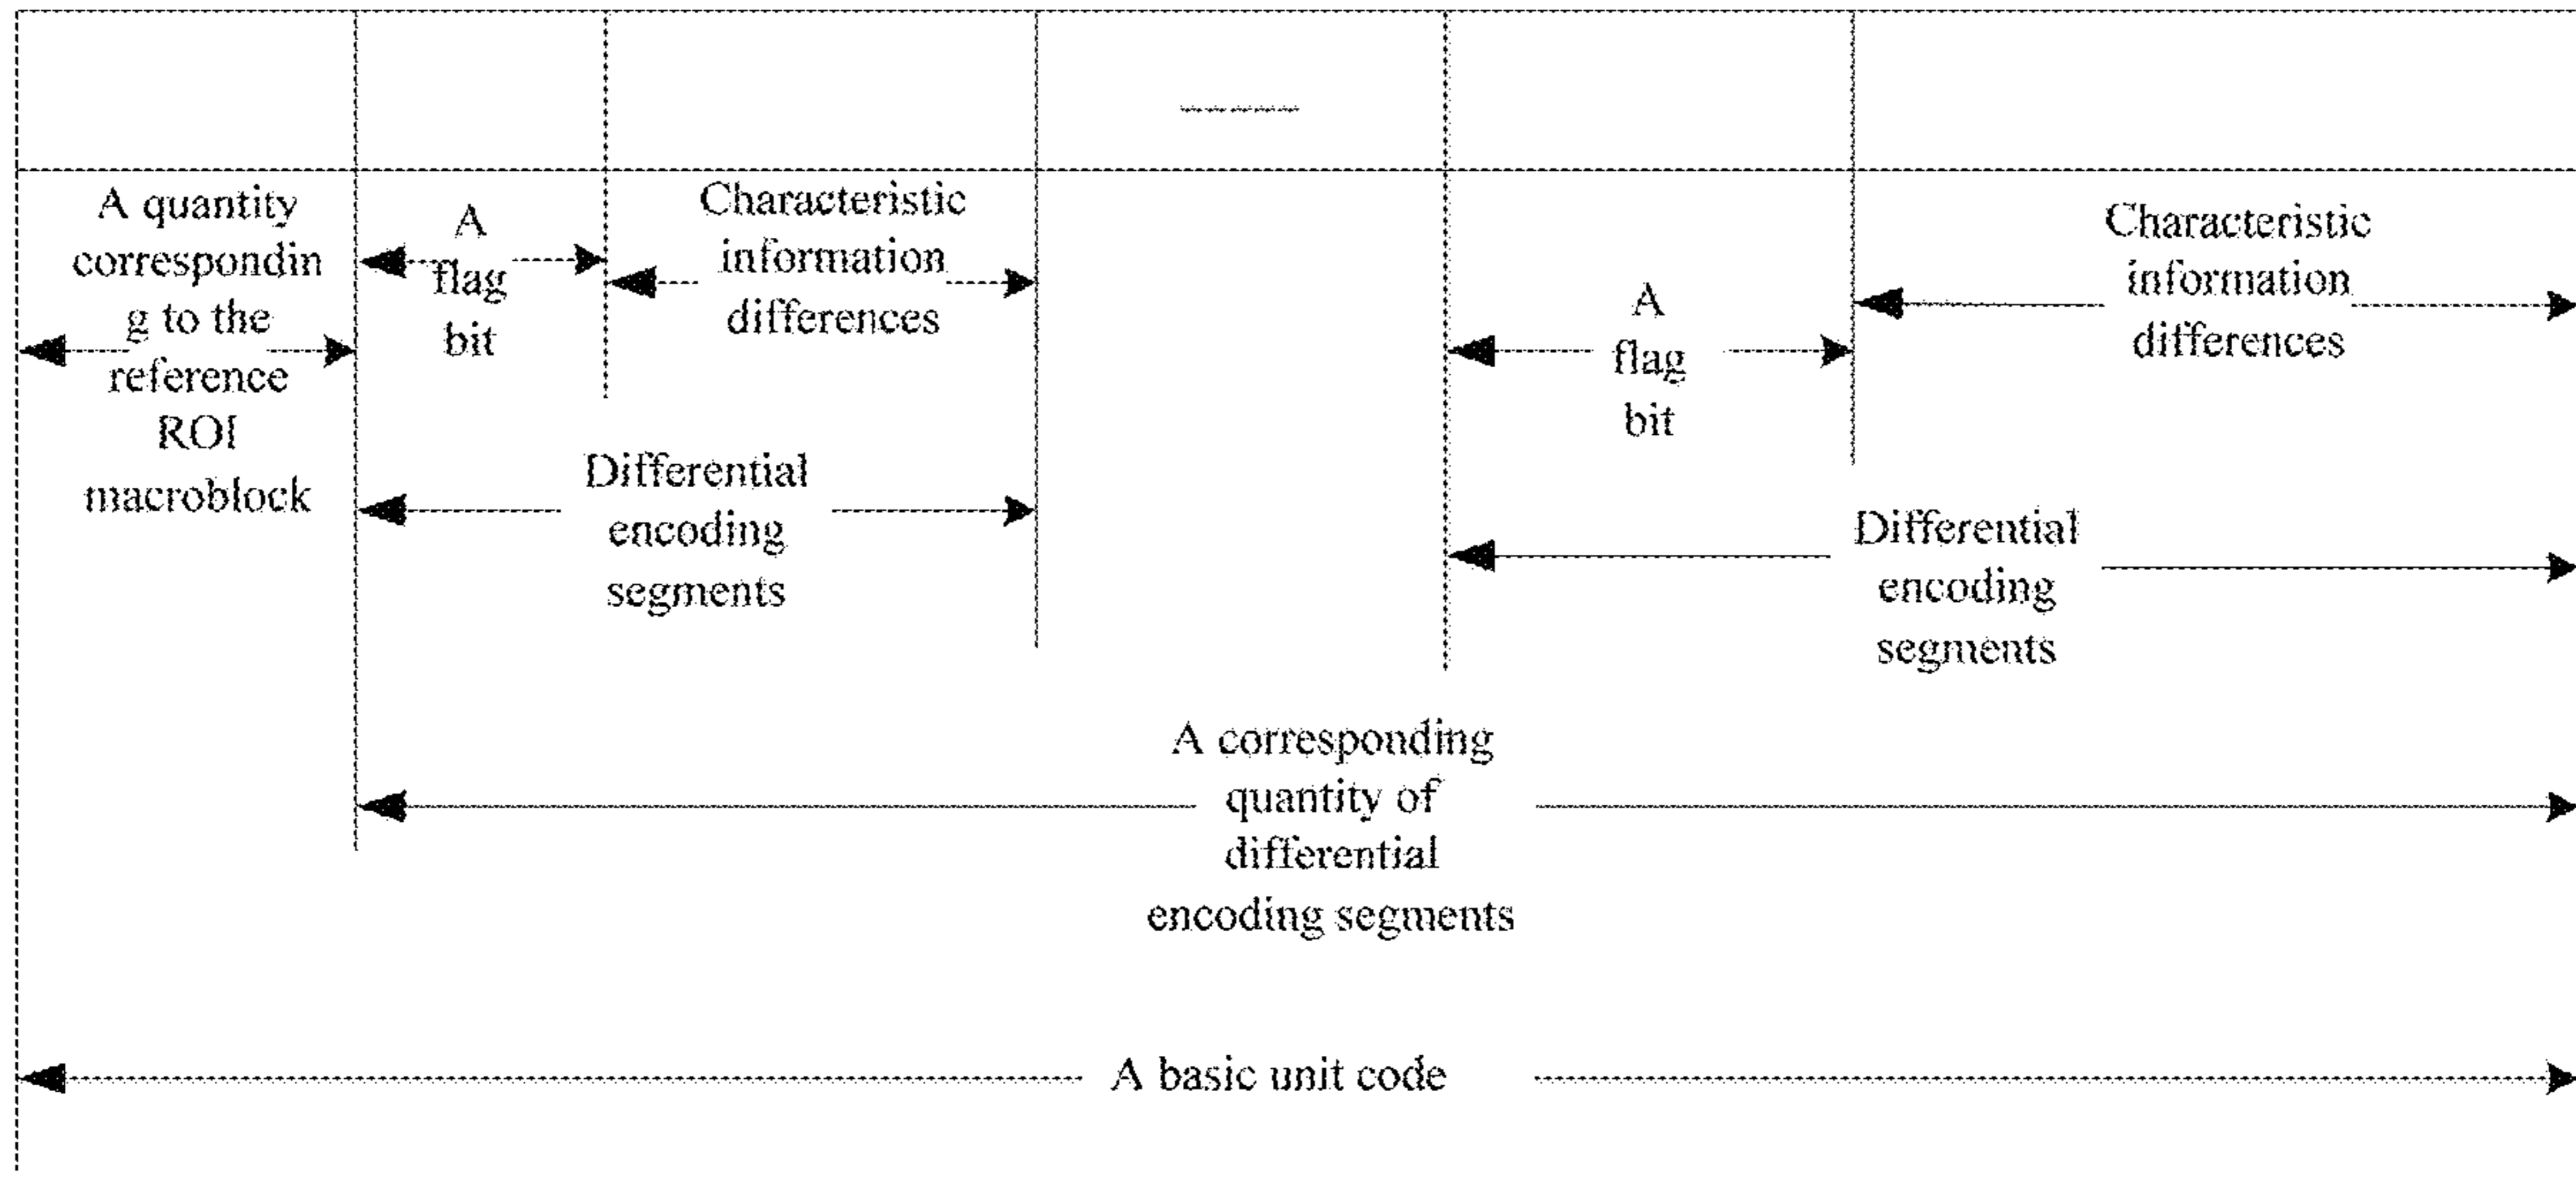 A quantity
correspondin
g to the
reference
ROI
macroblock
A
flag
bit
Characteristic
information
differences
Differential
encoding
segments
A
flag
bit
Characteristic
information
differences
Differential
encoding
segments
A corresponding
quantity of
differential
encoding segments
A basic unit code